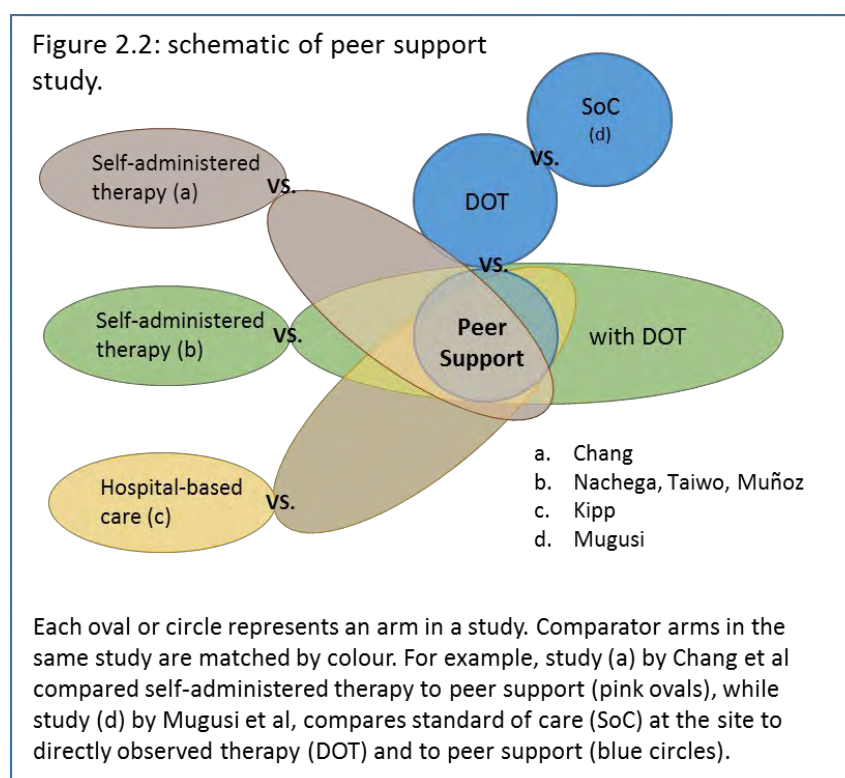 Figure 2.2: schematic of peer support
study.
SoC
(d)
VS.
Self-administered
therapy (a)
VS.
DOT
VS.
Self-administered
therapy (b)
VS.
Peer
Support
with DOT
Hospital-based
care (c)
VS.
a. Chang
b. Nachega, Taiwo, Muñoz
c. Kipp
d. Mugusi
Each oval or circle represents an arm in a study. Comparator arms in the
same study are matched by colour. For example, study (a) by Chang et al
compared self-administered therapy to peer support (pink ovals), while
study (d) by Mugusi et al, compares standard of care (SoC) at the site to
directly observed therapy (DOT) and to peer support (blue circles).